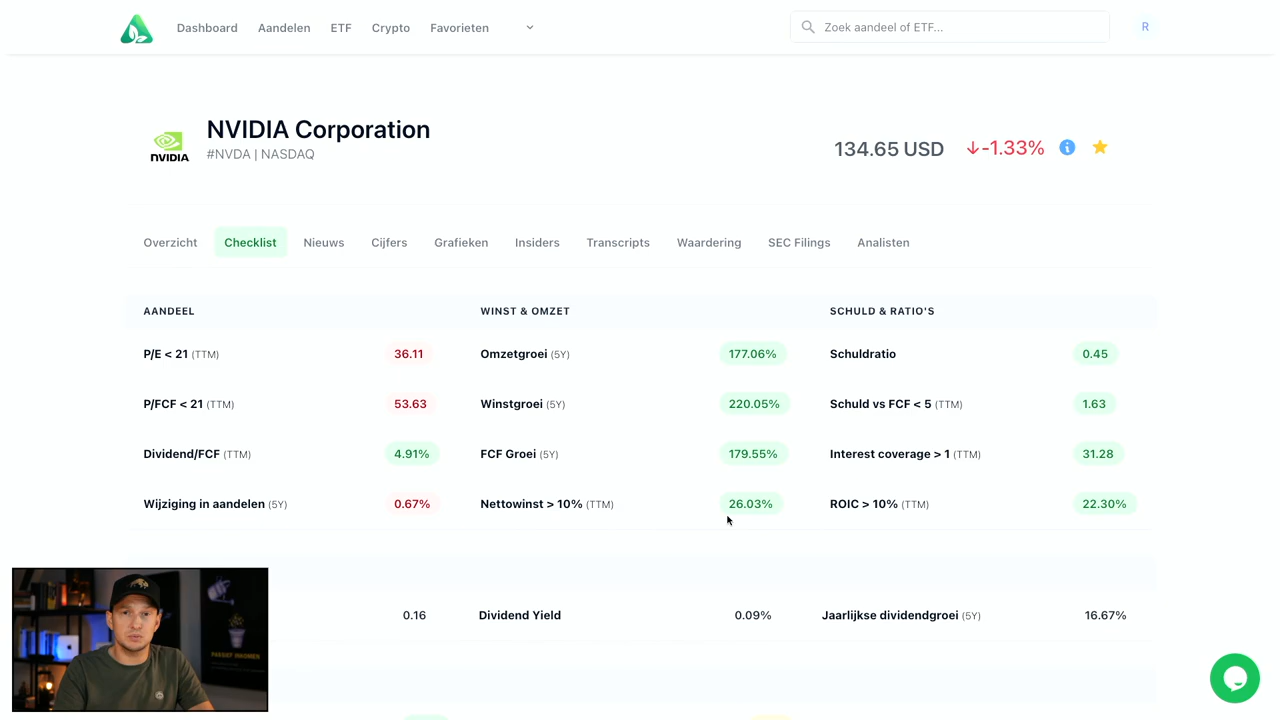 Dashboard Aandelen ETF Crypto Favorieten
Zoek aandeel of ETF...
R
NVIDIA Corporation
#NVDA | NASDAQ
NVIDIA
134.65 USD
-1.33%
Overzicht Checklist Nieuws Cijfers Grafieken Insiders Transcripts Waardering SEC Filings Analisten
AANDEEL WINST & OMZET SCHULD & RATIO'S
P/E < 21 (TTM) 36.11 Omzetgroei (5Y) 177.06% Schuldratio 0.45
P/FCF < 21 (TTM) 53.63 Winstgroei (5Y) 220.05% Schuld vs FCF < 5 (TTM) 1.63
Dividend/FCF (TTM) 4.91% FCF Groei (5Y) 179.55% Interest coverage > 1 (TTM) 31.28
Wijziging in aandelen (5Y) 0.67% Nettowinst > 10% (TTM) 26.03% ROIC > 10% (TTM) 22.30%
0.16 Dividend Yield 0.09% Jaarlijkse dividendgroei (5Y) 16.67%